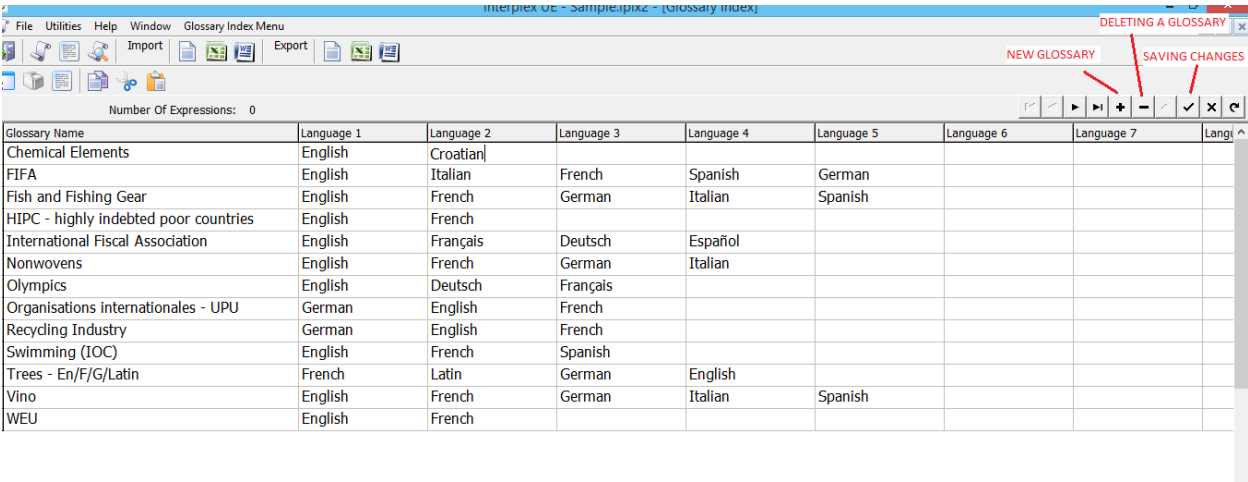 Interplex UE - Sample.iplx2 - [Glossary Index]
File Utilities Help Window Glossary Index Menu
DELETING A GLOSSARY
Import Export
NEW GLOSSARY
SAVING CHANGES
Number Of Expressions: 0
Glossary Name Language 1 Language 2 Language 3 Language 4 Language 5 Language 6 Language 7 Langu
Chemical Elements English Croatian
FIFA English Italian French Spanish German
Fish and Fishing Gear English French German Italian Spanish
HIPC - highly indebted poor countries English French
International Fiscal Association English Français Deutsch Español
Nonwovens English French German Italian
Olympics English Deutsch Français
Organisations internationales - UPU German English French
Recycling Industry German English French
Swimming (IOC) English French Spanish
Trees - En/F/G/Latin French Latin German English
Vino English French German Italian Spanish
WEU English French